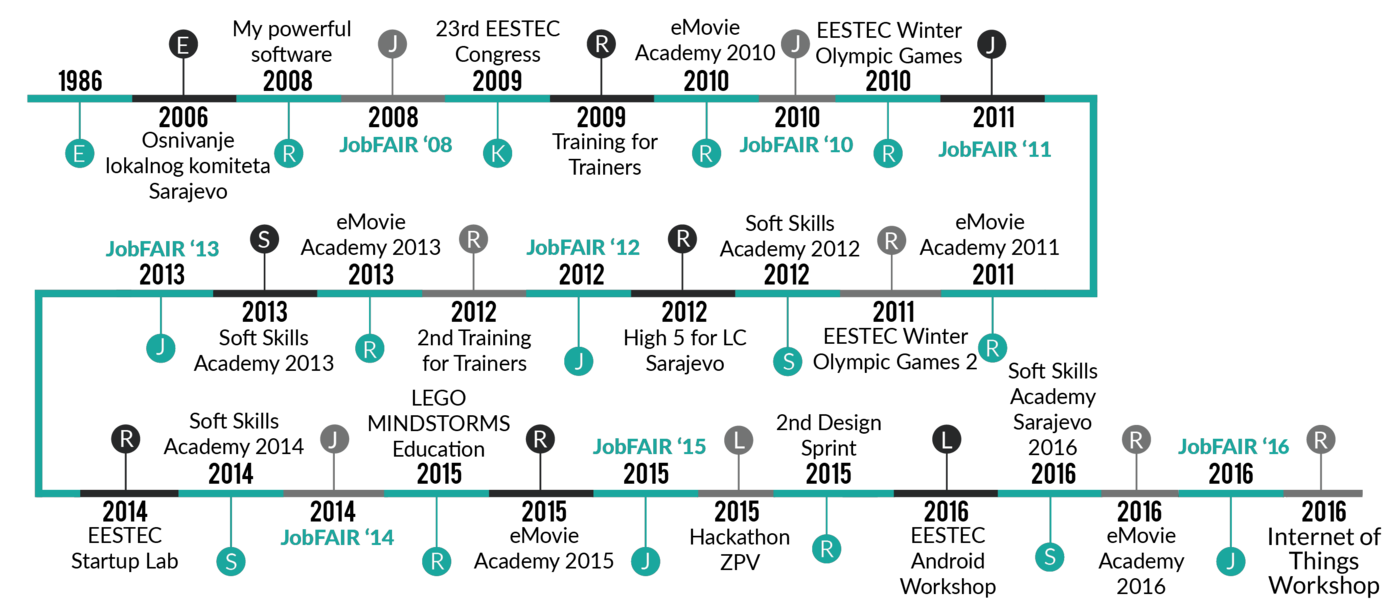 1986
E
E
2006
Osnivanje
lokalnog komiteta
Sarajevo
My powerful
software
2008
R
J
2008
JobFAIR ‘08
23rd EESTEC
Congress
2009
K
R
2009
Training for
Trainers
eMovie
Academy 2010
2010
R
J
2010
JobFAIR ‘10
EESTEC Winter
Olympic Games
2010
R
J
2011
JobFAIR ‘11
eMovie
Academy 2011
2011
R
R
2011
EESTEC Winter
Olympic Games 2
Soft Skills
Academy 2012
2012
S
R
2012
High 5 for LC
Sarajevo
JobFAIR ‘12
2012
J
R
2012
2nd Training
for Trainers
eMovie
Academy 2013
2013
R
S
2013
Soft Skills
Academy 2013
JobFAIR ‘13
2013
J
R
2014
EESTEC
Startup Lab
Soft Skills
Academy 2014
2014
S
J
2014
JobFAIR ‘14
LEGO
MINDSTORMS
Education
2015
R
R
2015
eMovie
Academy 2015
JobFAIR ‘15
2015
J
L
2015
Hackathon
ZPV
2nd Design
Sprint
2015
R
L
2016
EESTEC
Android
Workshop
Soft Skills
Academy
Sarajevo
2016
2016
S
R
2016
eMovie
Academy
2016
JobFAIR ‘16
2016
J
R
2016
Internet of
Things
Workshop